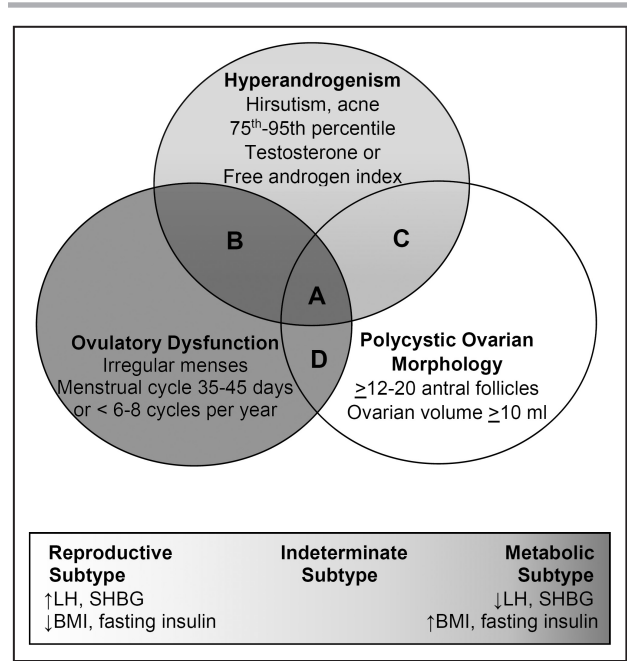 Hyperandrogenism
Hirsutism, acne
75th-95th percentile
Testosterone or
Free androgen index
B
C
A
D
Ovulatory Dysfunction
Irregular menses
Menstrual cycle 35-45 days
or < 6-8 cycles per year
Polycystic Ovarian
Morphology
≥12-20 antral follicles
Ovarian volume ≥10 ml
Reproductive
Subtype
↑LH, SHBG
↓BMI, fasting insulin
Indeterminate
Subtype
Metabolic
Subtype
↓LH, SHBG
↑BMI, fasting insulin